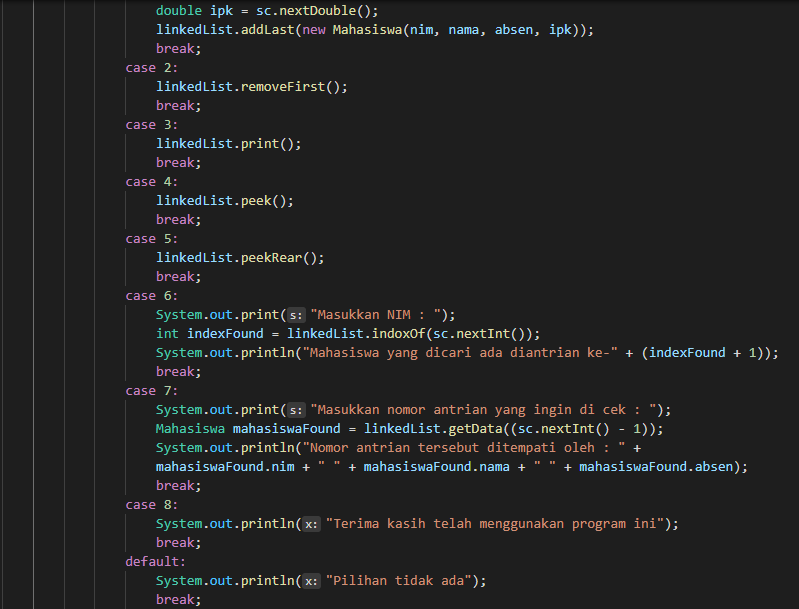 double ipk = sc.nextDouble();
linkedList.addLast(new Mahasiswa(nim, nama, absen, ipk));
break;
case 2:
linkedList.removeFirst();
break;
case 3:
linkedList.print();
break;
case 4:
linkedList.peek();
break;
case 5:
linkedList.peekRear();
break;
case 6:
System.out.print(s: "Masukkan NIM : ");
int indexFound = linkedList.indoxOf(sc.nextInt());
System.out.println("Mahasiswa yang dicari ada diantrian ke-" + (indexFound + 1));
break;
case 7:
System.out.print(s: "Masukkan nomor antrian yang ingin di cek : ");
Mahasiswa mahasiswaFound = linkedList.getData((sc.nextInt() - 1));
System.out.println("Nomor antrian tersebut ditempati oleh : " +
mahasiswaFound.nim + " " + mahasiswaFound.nama + " " + mahasiswaFound.absen);
break;
case 8:
System.out.println(x: "Terima kasih telah menggunakan program ini");
break;
default:
System.out.println(x: "Pilihan tidak ada");
break;